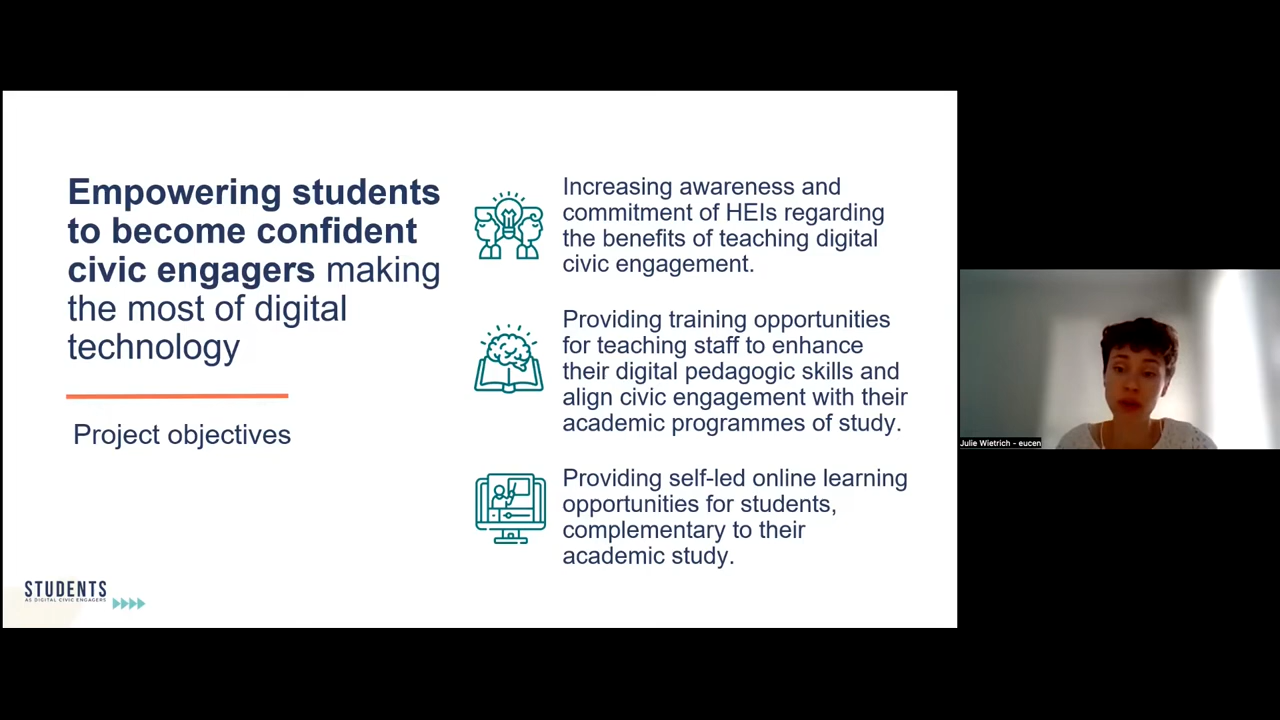 Empowering students
to become confident
civic engagers making
the most of digital
technology
Project objectives
Increasing awareness and
commitment of HEIs regarding
the benefits of teaching digital
civic engagement.
Providing training opportunities
for teaching staff to enhance
their digital pedagogic skills and
align civic engagement with their
academic programmes of study.
Providing self-led online learning
opportunities for students,
complementary to their
academic study.
STUDENTS
AS DIGITAL CIVIC ENGAGERS
Julie Wietrich - eucen